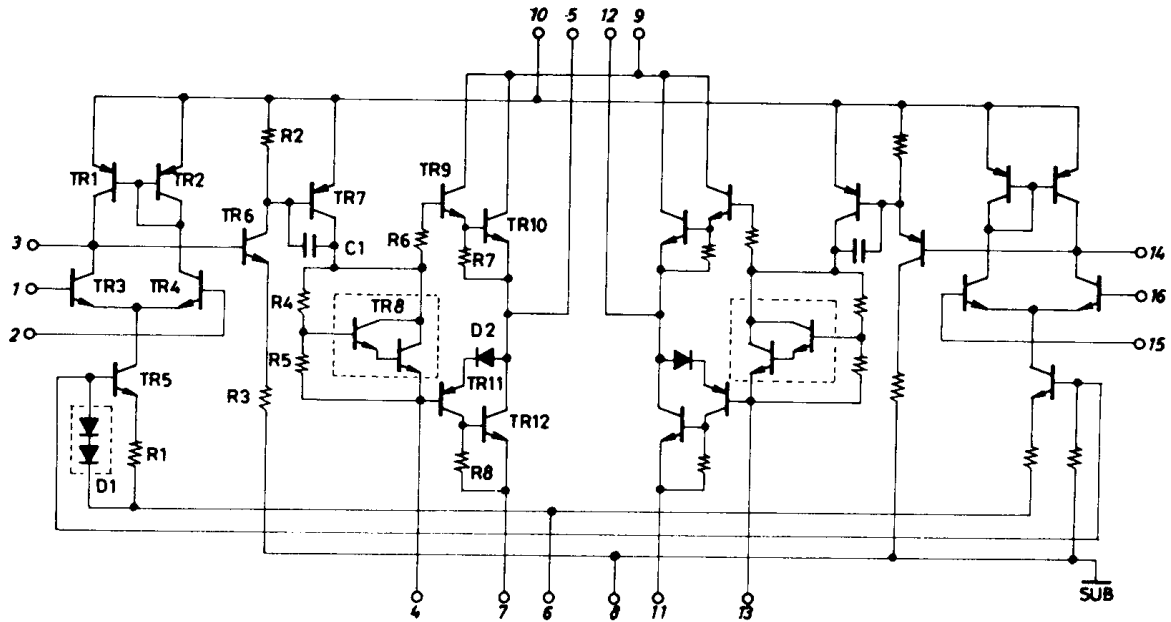 10 5 12 9
R2
TR9
TR1 TR2 TR7
TR6 TR10
3 R6 C1 R7 14
1 TR3 TR4 16
R4 TR8
2 D2 15
R5
TR5 TR11
R3
TR12
R1 R8
D1
SUB
4 7 6 8 11 13